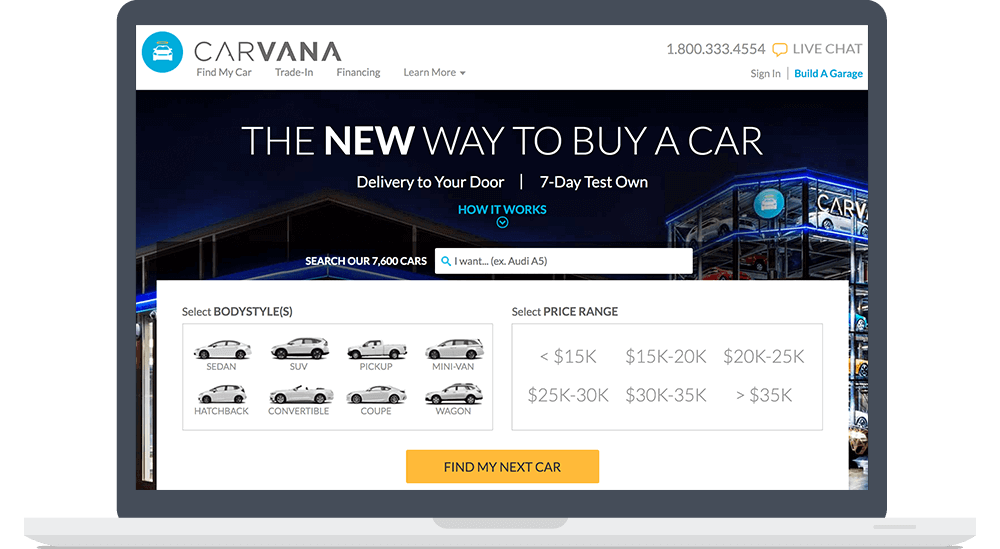 CARVANA
1.800.333.4554 LIVE CHAT
Find My Car Trade-In Financing Learn More
Sign In | Build A Garage
THE NEW WAY TO BUY A CAR
Delivery to Your Door | 7-Day Test Own
HOW IT WORKS
CARV
SEARCH OUR 7,600 CARS I want... (ex. Audi A5)
Select BODYSTYLE(S)
SEDAN SUV PICKUP MINI-VAN
HATCHBACK CONVERTIBLE COUPE WAGON
Select PRICE RANGE
< $15K $15K-20K $20K-25K
$25K-30K $30K-35K > $35K
FIND MY NEXT CAR